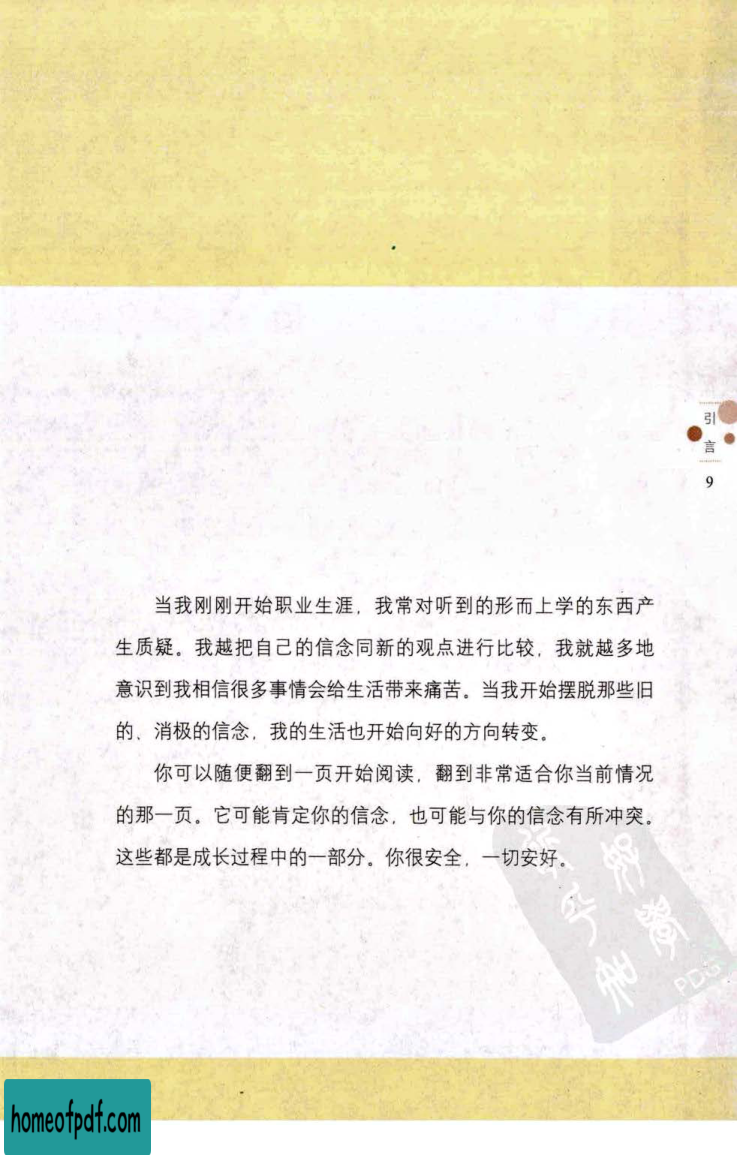 引
言
9
当我刚刚开始职业生涯，我常对听到的形而上学的东西产
生质疑。我越把自己的信念同新的观点进行比较，我就越多地
意识到我相信很多事情会给生活带来痛苦。当我开始摆脱那些旧
的、消极的信念，我的生活也开始向好的方向转变。
你可以随便翻到一页开始阅读，翻到非常适合你当前情况
的那一页。它可能肯定你的信念，也可能与你的信念有所冲突。
这些都是成长过程中的一部分。你很安全，一切安好。
PDG
homeofpdf.com